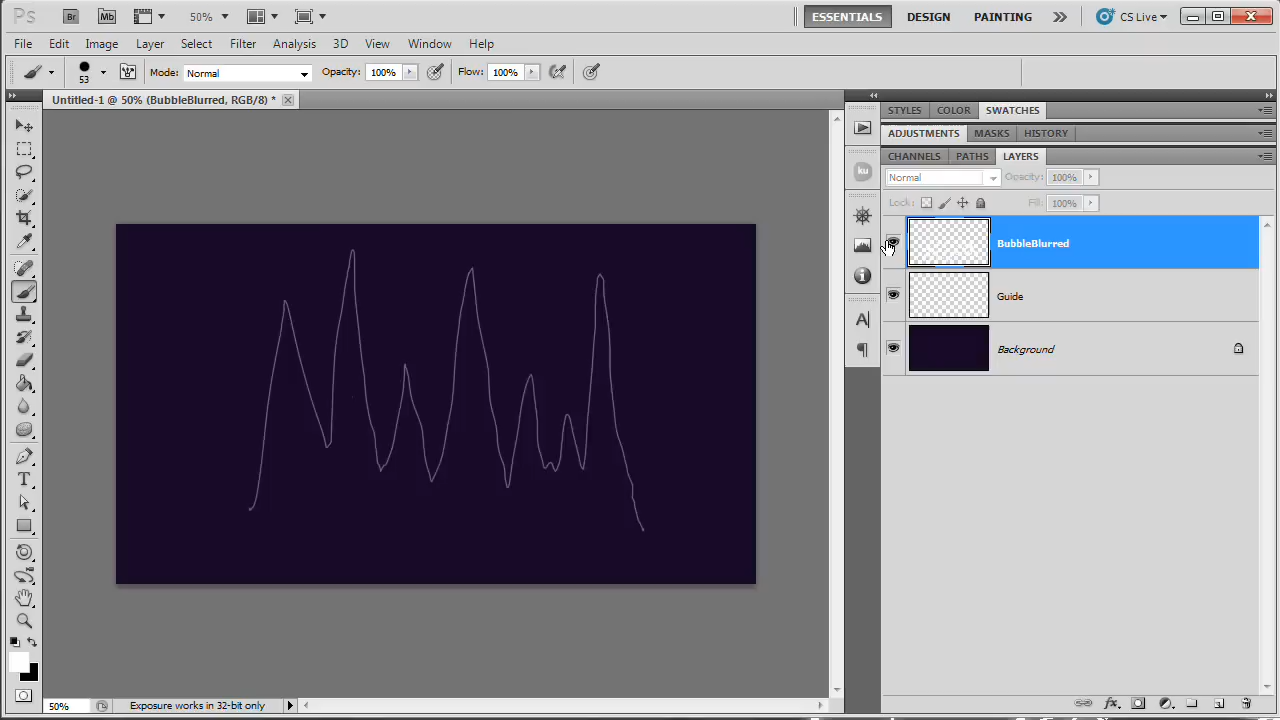 Ps Br Mb 50% ESSENTIALS DESIGN PAINTING CS Live
File Edit Image Layer Select Filter Analysis 3D View Window Help
53 Mode: Normal Opacity: 100% Flow: 100%
Untitled-1 @ 50% (BubbleBlurred, RGB/8) *
STYLES COLOR SWATCHES
ADJUSTMENTS MASKS HISTORY
CHANNELS PATHS LAYERS
Normal Opacity: 100%
Lock: Fill: 100%
ku
BubbleBlurred
Guide
Background
50% Exposure works in 32-bit only